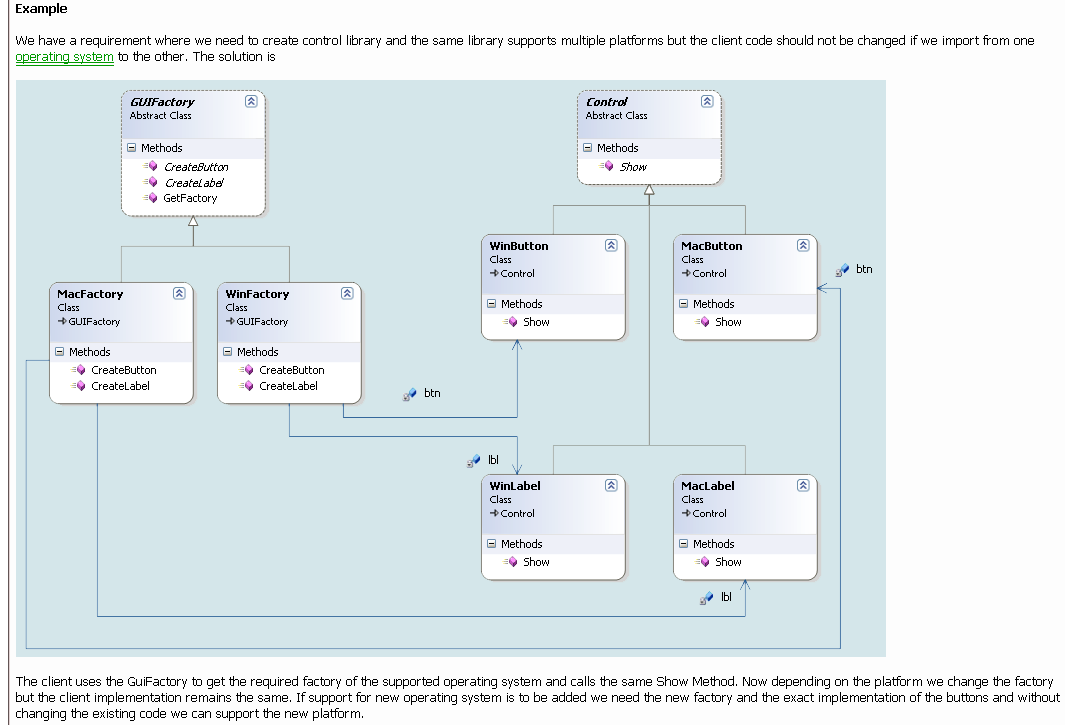 Example
We have a requirement where we need to create control library and the same library supports multiple platforms but the client code should not be changed if we import from one
operating system to the other. The solution is
GUIFactory
Abstract Class
Methods
CreateButton
CreateLabel
GetFactory
Control
Abstract Class
Methods
Show
WinButton
Class
Control
Methods
Show
MacButton
Class
Control
Methods
Show
btn
MacFactory
Class
GUIFactory
Methods
CreateButton
CreateLabel
WinFactory
Class
GUIFactory
Methods
CreateButton
CreateLabel
btn
lbl
WinLabel
Class
Control
Methods
Show
MacLabel
Class
Control
Methods
Show
lbl
The client uses the GuiFactory to get the required factory of the supported operating system and calls the same Show Method. Now depending on the platform we change the factory
but the client implementation remains the same. If support for new operating system is to be added we need the new factory and the exact implementation of the buttons and without
changing the existing code we can support the new platform.